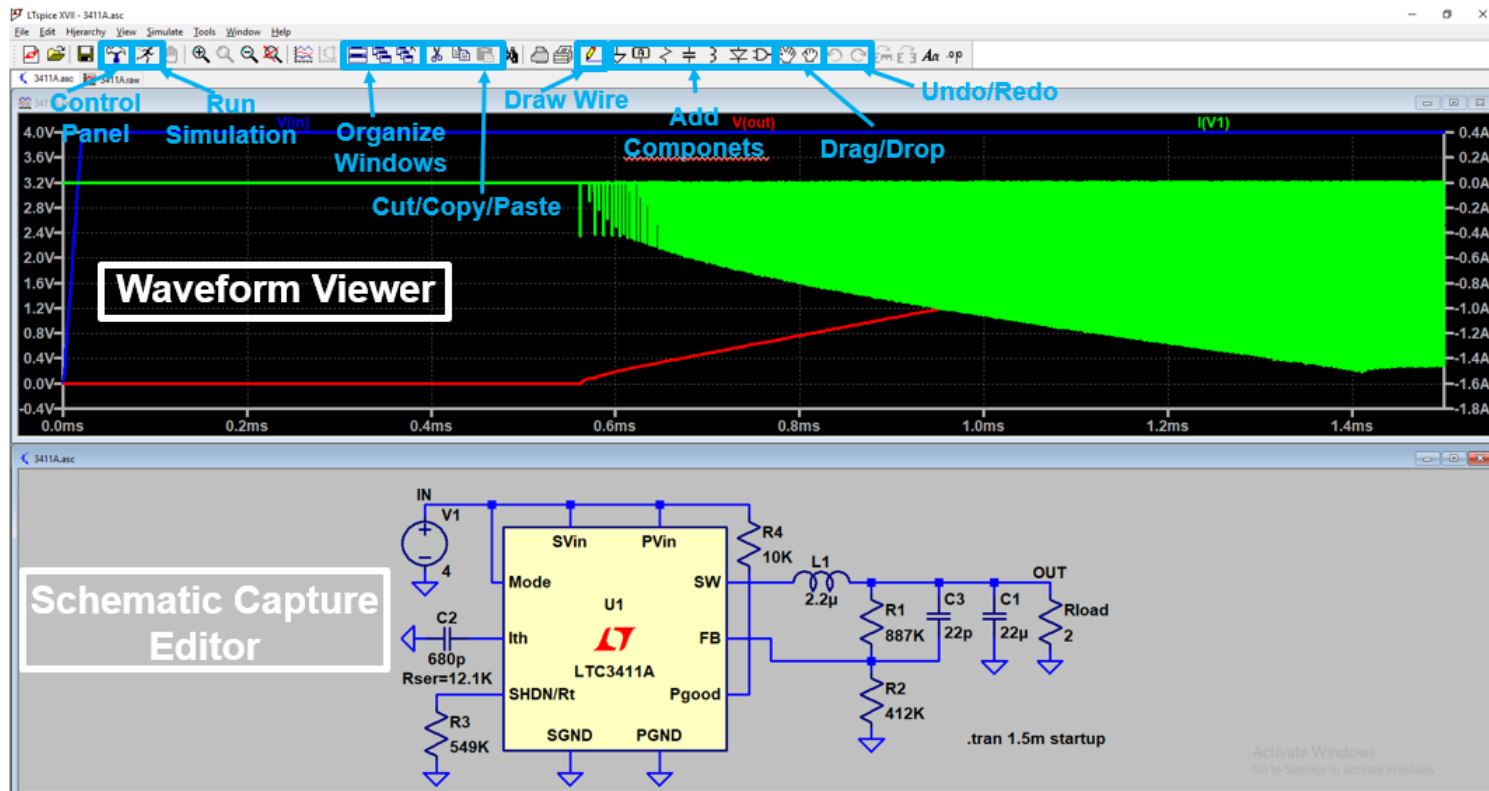 LTspice XVII - 3411A.asc
File Edit Hierarchy View Simulate Tools Window Help
Aa .op
3411A.asc 3411A.raw
Control
Panel
Run
Simulation
Organize
Windows
Cut/Copy/Paste
Draw Wire
Add
Componets
Drag/Drop
Undo/Redo
V(in) V(out) I(V1)
4.0V 0.4A
3.6V 0.2A
3.2V 0.0A
2.8V -0.2A
2.4V -0.4A
2.0V -0.6A
1.6V -0.8A
1.2V -1.0A
0.8V -1.2A
0.4V -1.4A
0.0V -1.6A
-0.4V -1.8A
0.0ms 0.2ms 0.4ms 0.6ms 0.8ms 1.0ms 1.2ms 1.4ms
Waveform Viewer
3411A.asc
Schematic Capture
Editor
IN
V1
4
SVin PVin
Mode SW
U1
Ith FB
LTC3411A
SHDN/Rt Pgood
SGND PGND
C2
680p
Rser=12.1K
R3
549K
R4
10K
L1
2.2µ
R1
887K
C3
22p
C1
22µ
OUT
Rload
2
R2
412K
.tran 1.5m startup
Activate Windows
Go to Settings to activate Windows.